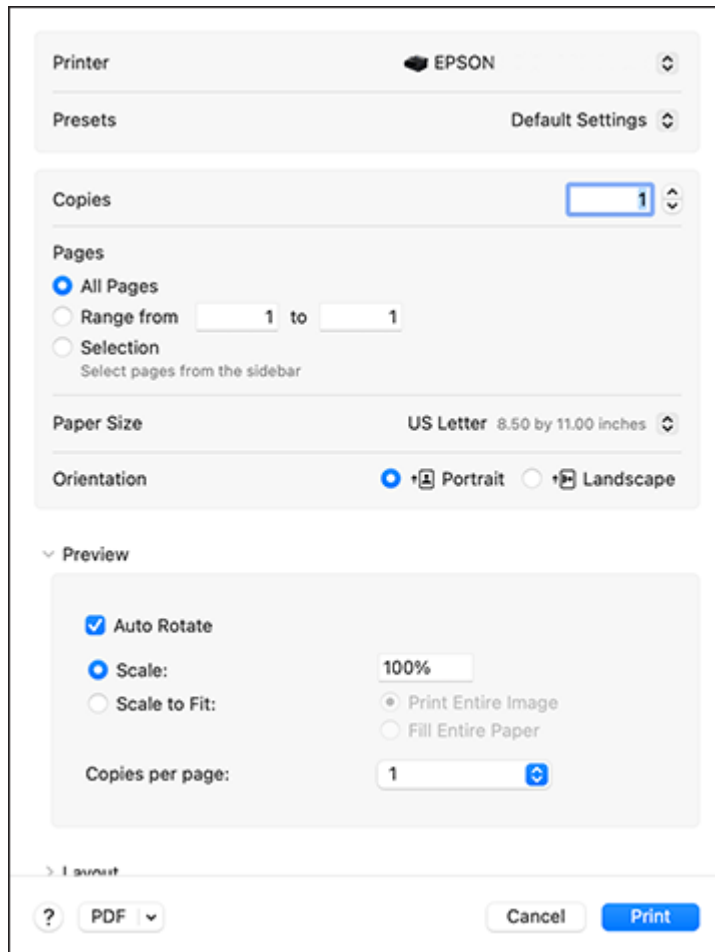 Printer EPSON
Presets Default Settings
Copies 1
Pages
All Pages
Range from 1 to 1
Selection
Select pages from the sidebar
Paper Size US Letter 8.50 by 11.00 inches
Orientation Portrait Landscape
Preview
Auto Rotate
Scale: 100%
Scale to Fit: Print Entire Image
Fill Entire Paper
Copies per page: 1
Layout
? PDF Cancel Print